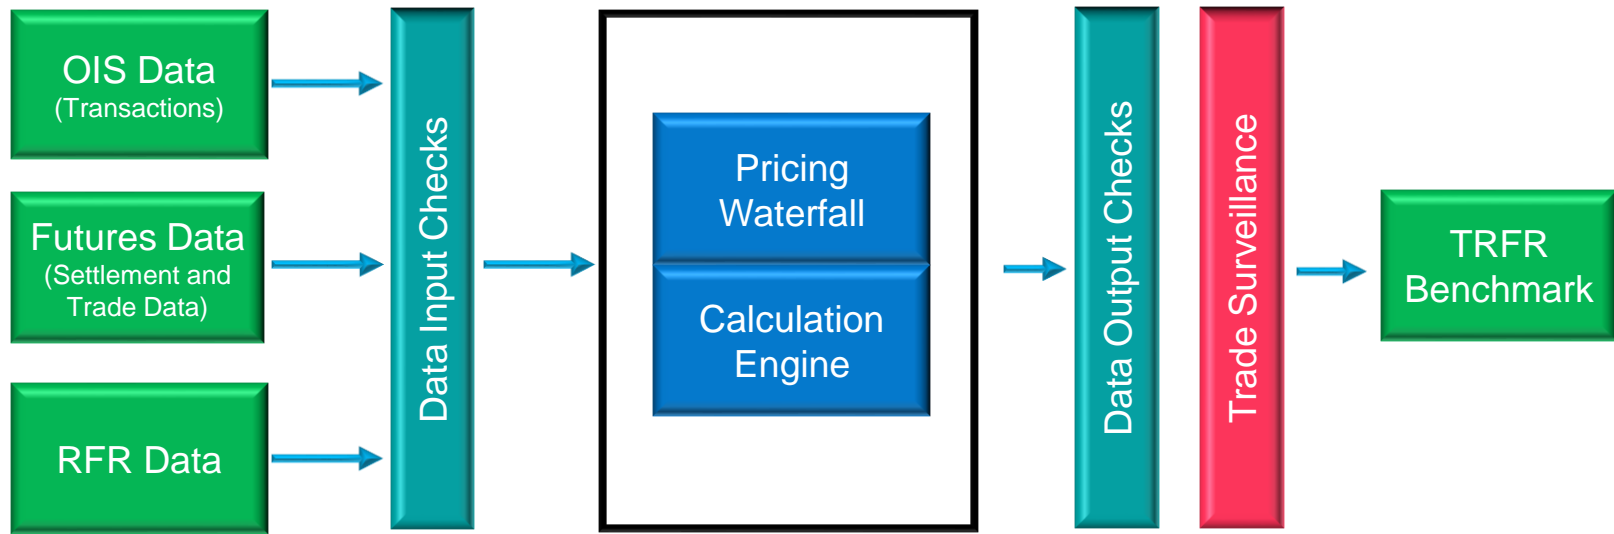 OIS Data
(Transactions)
Futures Data
(Settlement and
Trade Data)
RFR Data
Data Input Checks
Pricing
Waterfall
Calculation
Engine
Data Output Checks
Trade Surveillance
TRFR
Benchmark